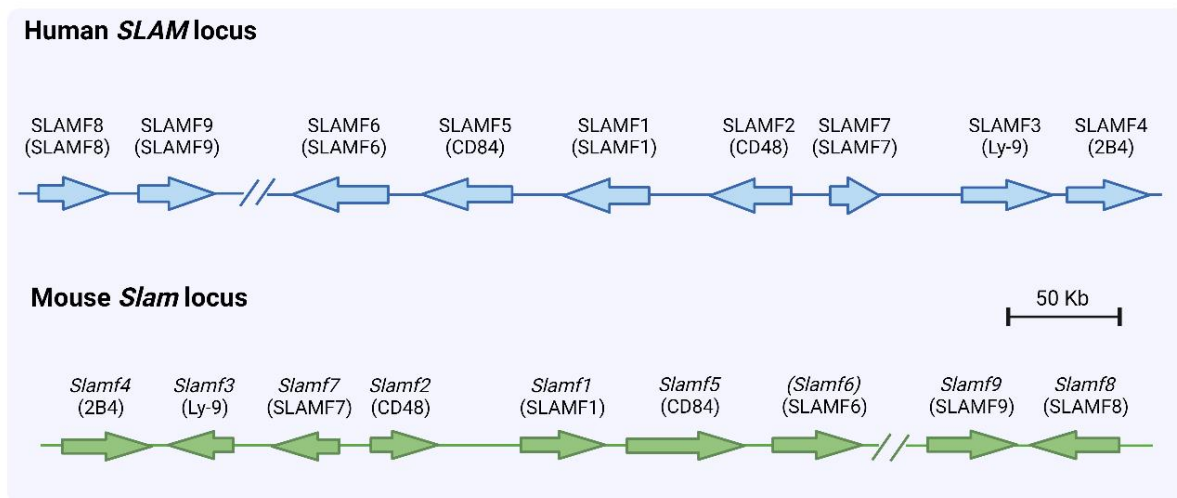 Human SLAM locus
SLAMF8 SLAMF9 SLAMF6 SLAMF5 SLAMF1 SLAMF2 SLAMF7 SLAMF3 SLAMF4
(SLAMF8) (SLAMF9) (SLAMF6) (CD84) (SLAMF1) (CD48) (SLAMF7) (Ly-9) (2B4)
Mouse Slam locus
50 Kb
Slamf4 Slamf3 Slamf7 Slamf2 Slamf1 Slamf5 (Slamf6) Slamf9 Slamf8
(2B4) (Ly-9) (SLAMF7) (CD48) (SLAMF1) (CD84) (SLAMF6) (SLAMF9) (SLAMF8)